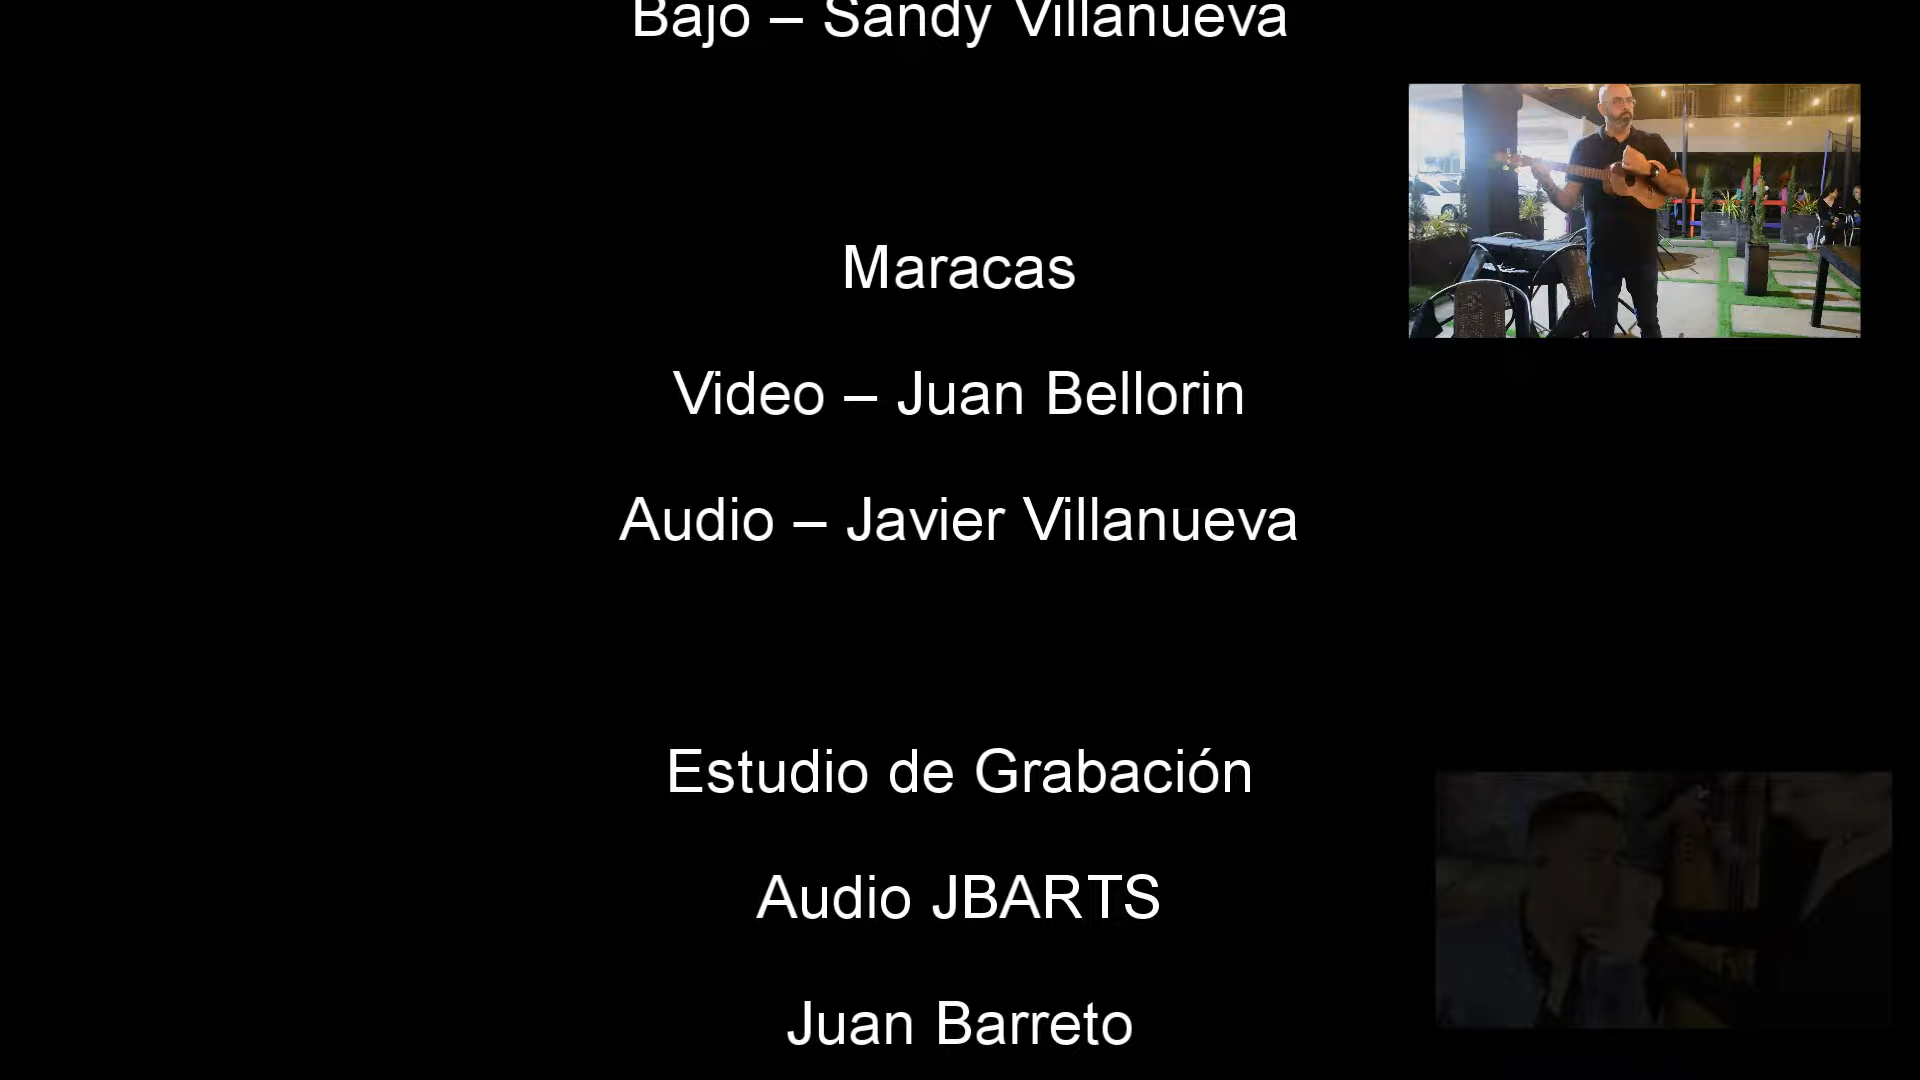 Bajo – Sandy Villanueva
Maracas
Video – Juan Bellorin
Audio – Javier Villanueva
Estudio de Grabación
Audio JBARTS
Juan Barreto